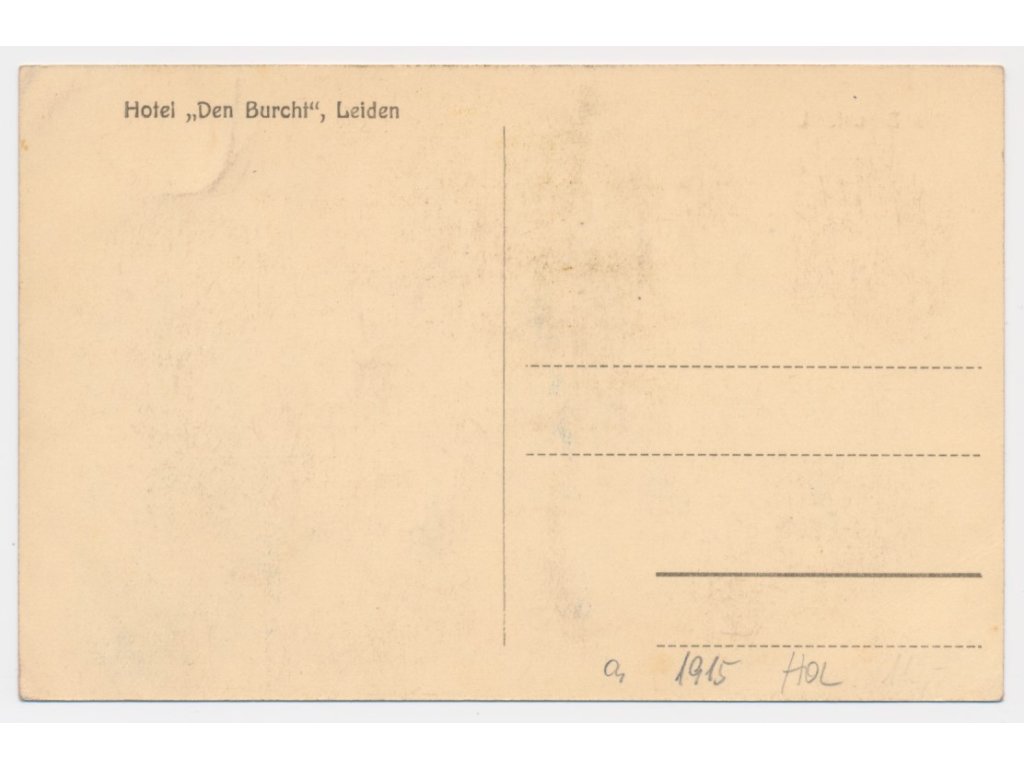 Hotel „Den Burcht“, Leiden
1915 HOL